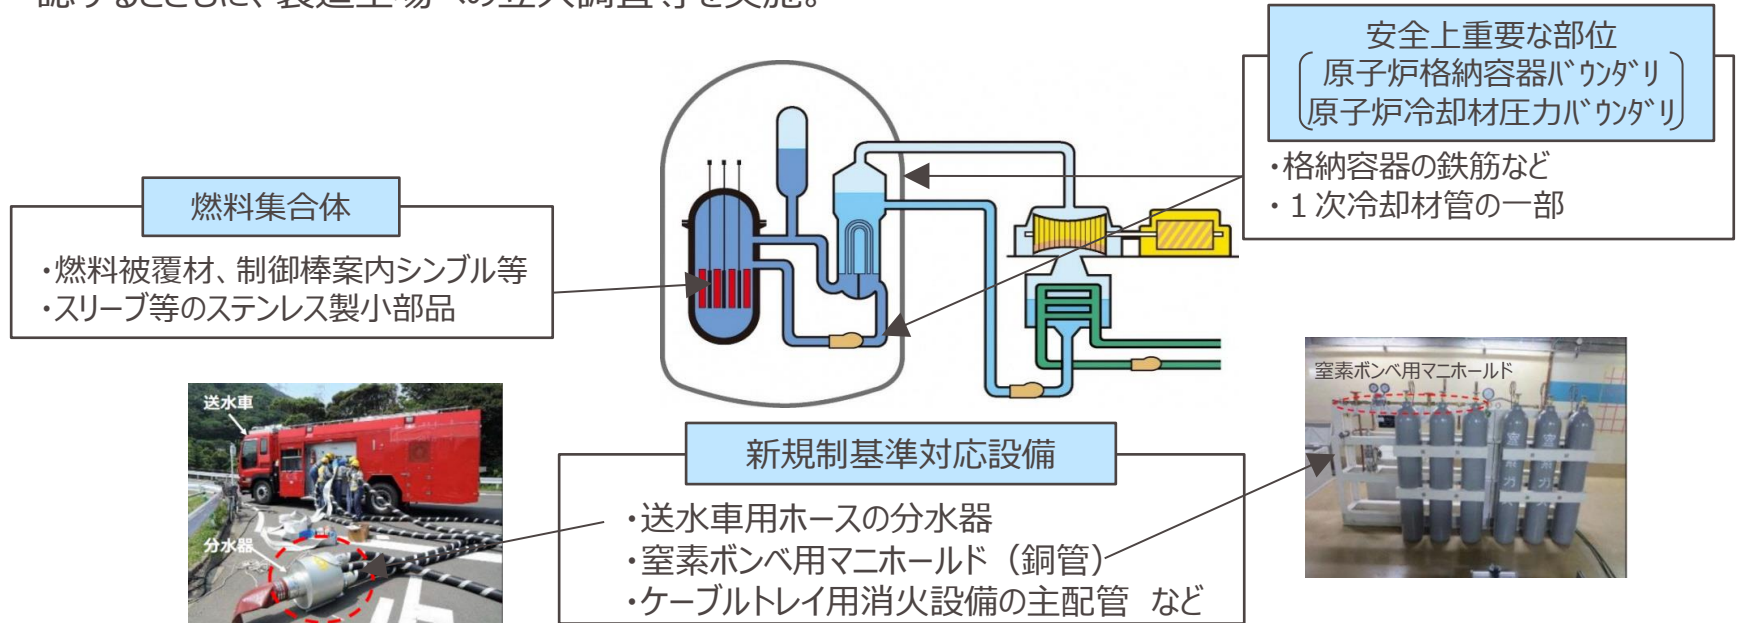 認するとともに、製造工場への立入調査等を実施。
安全上重要な部位
原子炉格納容器バウンダリ
原子炉冷却材圧力バウンダリ
・格納容器の鉄筋など
・１次冷却材管の一部
燃料集合体
・燃料被覆材、制御棒案内シンブル等
・スリーブ等のステンレス製小部品
送水車
分水器
新規制基準対応設備
・送水車用ホースの分水器
・窒素ボンベ用マニホールド（銅管）
・ケーブルトレイ用消火設備の主配管　など
窒素ボンベ用マニホールド